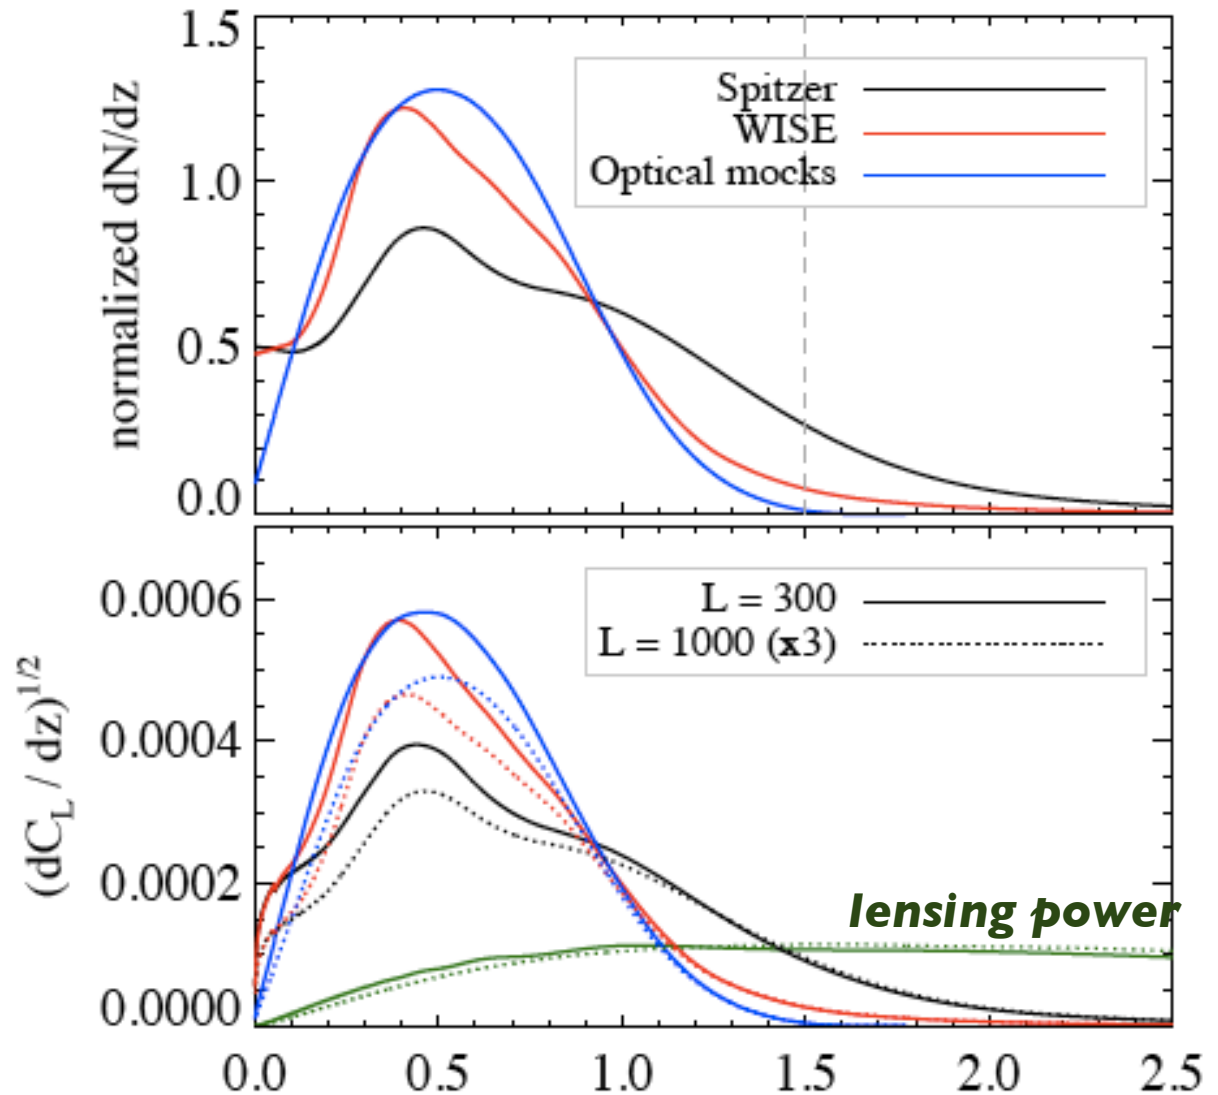 1.5
1.0
0.5
0.0
normalized dN/dz
Spitzer
WISE
Optical mocks
0.0006
0.0004
0.0002
0.0000
(dC_L / dz)^1/2
L = 300
L = 1000 (x3)
lensing power
0.0 0.5 1.0 1.5 2.0 2.5